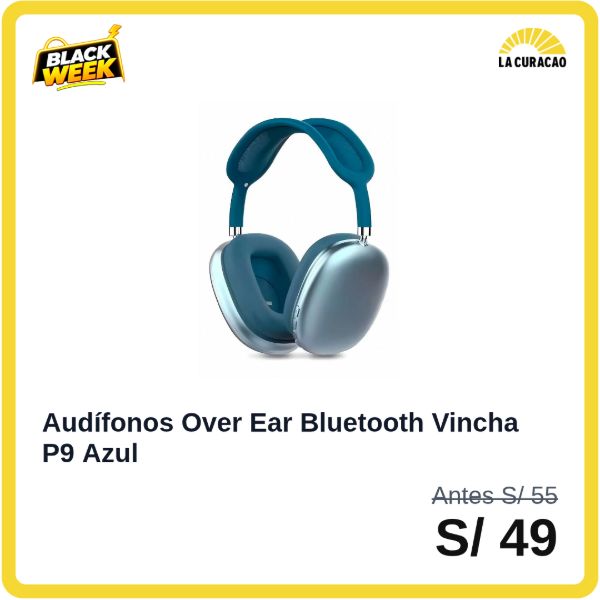 BLACK
WEEK
LA CURACAO
Audífonos Over Ear Bluetooth Vincha
P9 Azul
Antes S/ 55
S/ 49